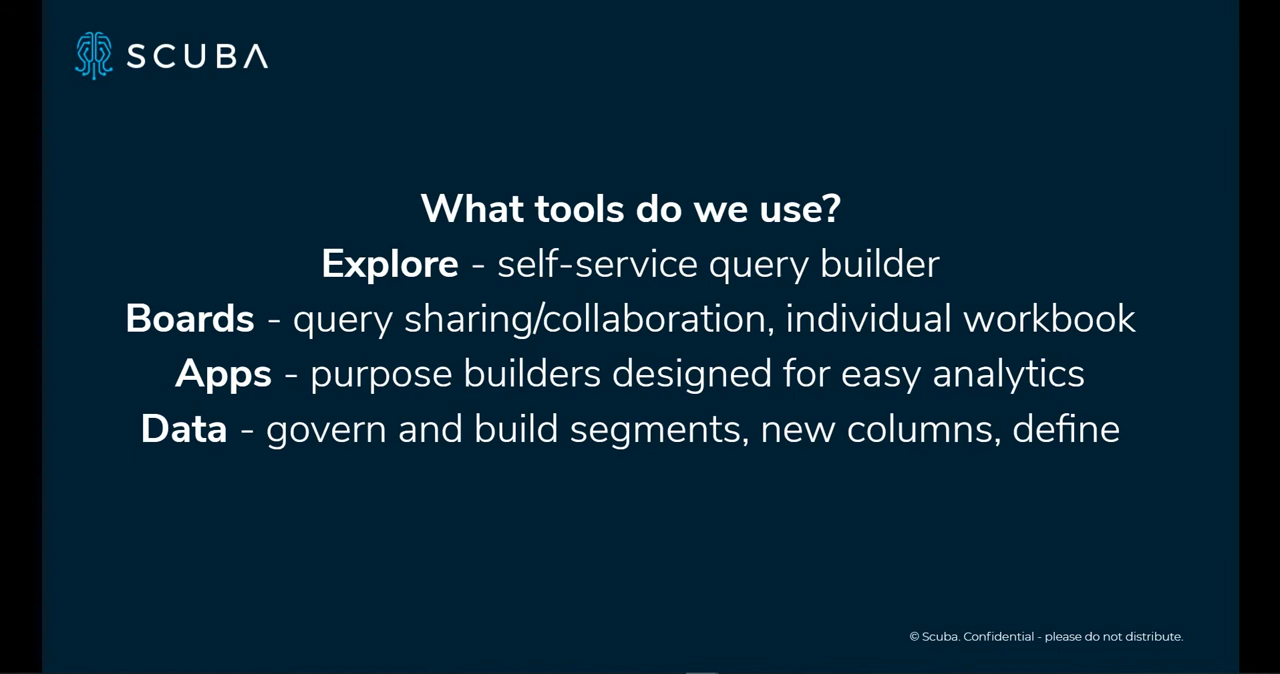 SCUBA
What tools do we use?
Explore - self-service query builder
Boards - query sharing/collaboration, individual workbook
Apps - purpose builders designed for easy analytics
Data - govern and build segments, new columns, define
© Scuba. Confidential - please do not distribute.